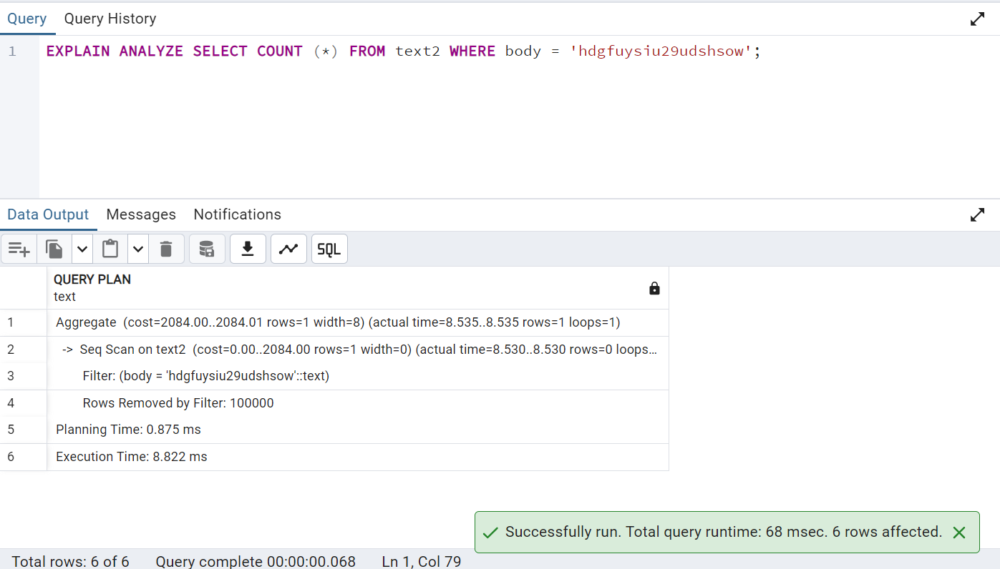 Query Query History
1 EXPLAIN ANALYZE SELECT COUNT (*) FROM text2 WHERE body = 'hdgfuysiu29udshsow';
Data Output Messages Notifications
SQL
QUERY PLAN
text
1 Aggregate (cost=2084.00..2084.01 rows=1 width=8) (actual time=8.535..8.535 rows=1 loops=1)
2 -> Seq Scan on text2 (cost=0.00..2084.00 rows=1 width=0) (actual time=8.530..8.530 rows=0 loops...
3 Filter: (body = 'hdgfuysiu29udshsow'::text)
4 Rows Removed by Filter: 100000
5 Planning Time: 0.875 ms
6 Execution Time: 8.822 ms
Successfully run. Total query runtime: 68 msec. 6 rows affected.
Total rows: 6 of 6 Query complete 00:00:00.068 Ln 1, Col 79